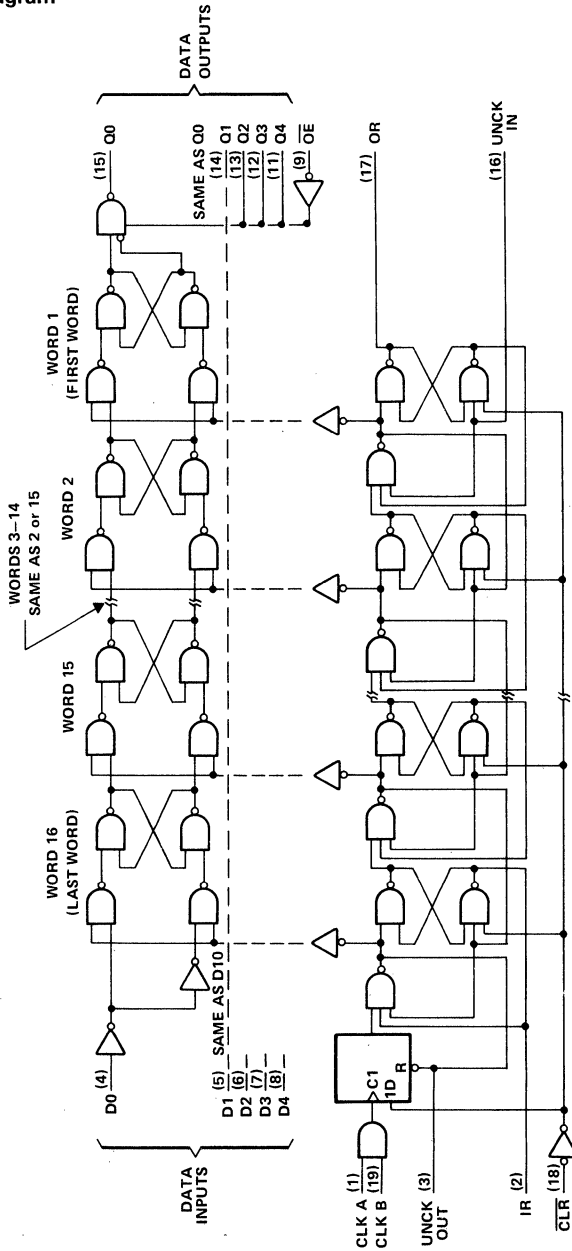 agram
DATA
OUTPUTS
(15) Q0
SAME AS Q0
(14) Q1
(13) Q2
(12) Q3
(11) Q4
(9) OE
(17) OR
(16) UNCK
IN
WORD 1
(FIRST WORD)
WORD 2
WORDS 3–14
SAME AS 2 or 15
WORD 15
WORD 16
(LAST WORD)
SAME AS D10
D0 (4)
D1 (5)
D2 (6)
D3 (7)
D4 (8)
DATA
INPUTS
C1
1D
R
CLK A (1)
CLK B (19)
UNCK (3)
OUT
IR (2)
CLR (18)